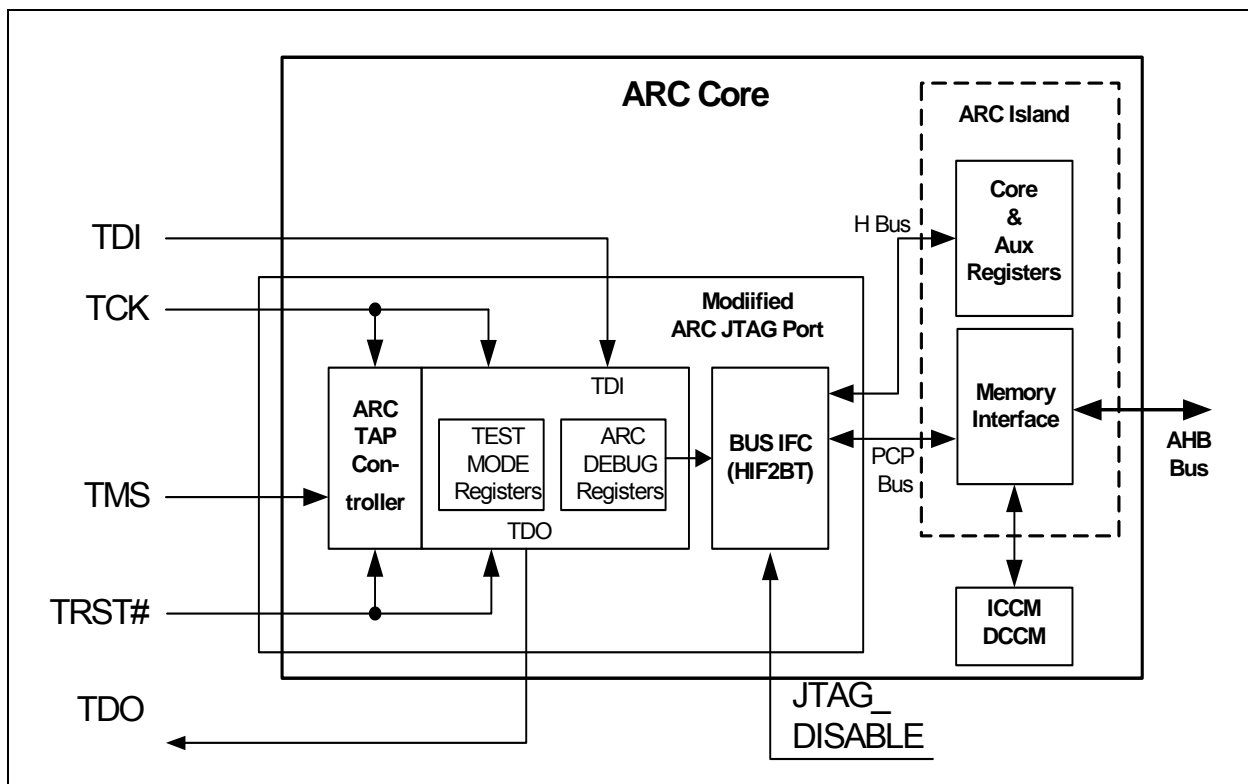 ARC Core
ARC Island
Core
&
Aux
Registers
H Bus
TDI
TCK
Modiified
ARC JTAG Port
TDI
ARC
TAP
Con-
troller
TEST
MODE
Registers
ARC
DEBUG
Registers
TDO
BUS IFC
(HIF2BT)
PCP
Bus
Memory
Interface
AHB
Bus
TMS
TRST#
ICCM
DCCM
TDO
JTAG_
DISABLE